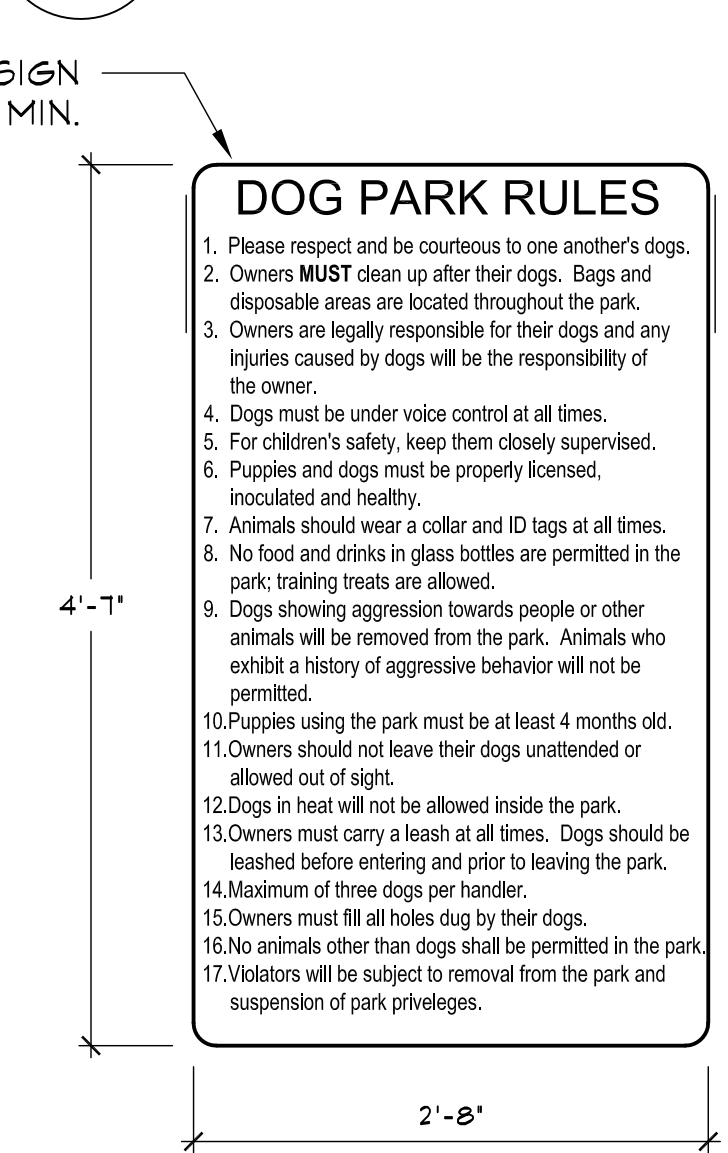 SIGN
MIN.
DOG PARK RULES
1. Please respect and be courteous to one another's dogs.
2. Owners MUST clean up after their dogs. Bags and
disposable areas are located throughout the park.
3. Owners are legally responsible for their dogs and any
injuries caused by dogs will be the responsibility of
the owner.
4. Dogs must be under voice control at all times.
5. For children's safety, keep them closely supervised.
6. Puppies and dogs must be properly licensed,
inoculated and healthy.
7. Animals should wear a collar and ID tags at all times.
8. No food and drinks in glass bottles are permitted in the
park; training treats are allowed.
9. Dogs showing aggression towards people or other
animals will be removed from the park. Animals who
exhibit a history of aggressive behavior will not be
permitted.
10.Puppies using the park must be at least 4 months old.
11.Owners should not leave their dogs unattended or
allowed out of sight.
12.Dogs in heat will not be allowed inside the park.
13.Owners must carry a leash at all times. Dogs should be
leashed before entering and prior to leaving the park.
14.Maximum of three dogs per handler.
15.Owners must fill all holes dug by their dogs.
16.No animals other than dogs shall be permitted in the park.
17.Violators will be subject to removal from the park and
suspension of park priveleges.
4'-7"
2'-8"